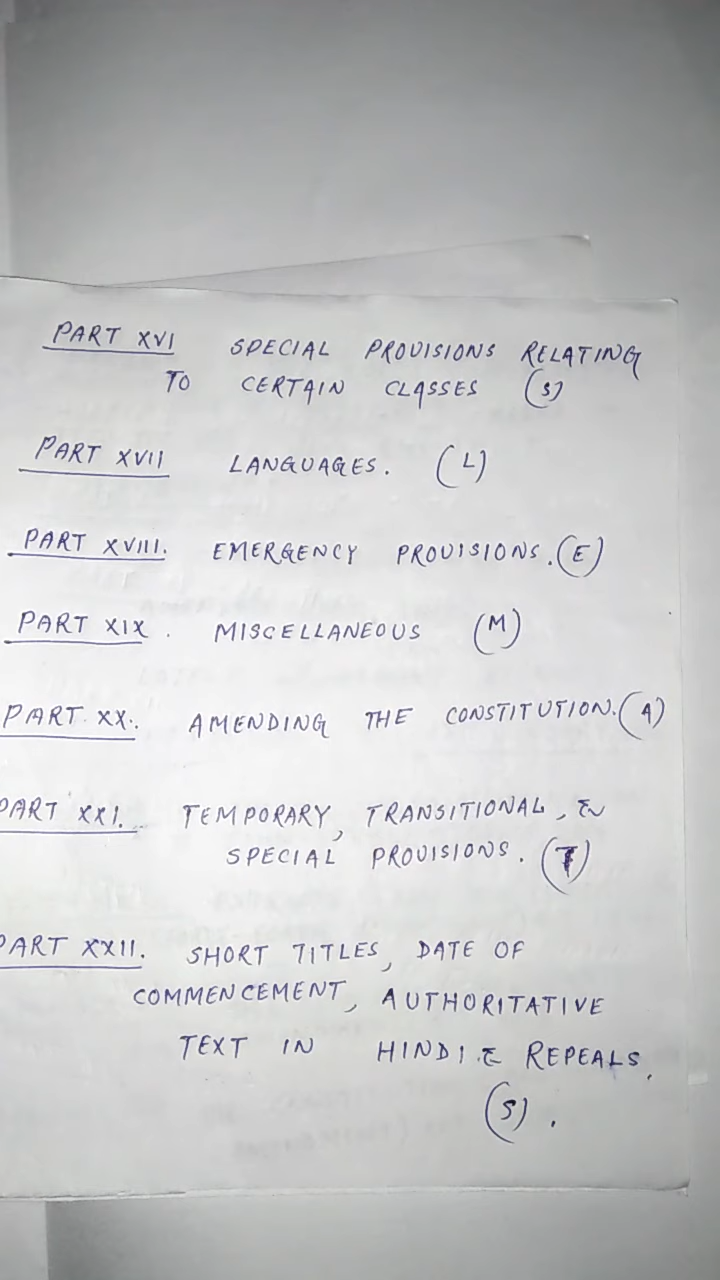 PART XVI SPECIAL PROVISIONS RELATING
TO CERTAIN CLASSES (S)
PART XVII LANGUAGES. (L)
PART XVIII. EMERGENCY PROVISIONS. (E)
PART XIX. MISCELLANEOUS (M)
PART XX. AMENDING THE CONSTITUTION. (A)
PART XXI. TEMPORARY, TRANSITIONAL, &
SPECIAL PROVISIONS. (T)
PART XXII. SHORT TITLES, DATE OF
COMMENCEMENT, AUTHORITATIVE
TEXT IN HINDI & REPEALS.
(S).